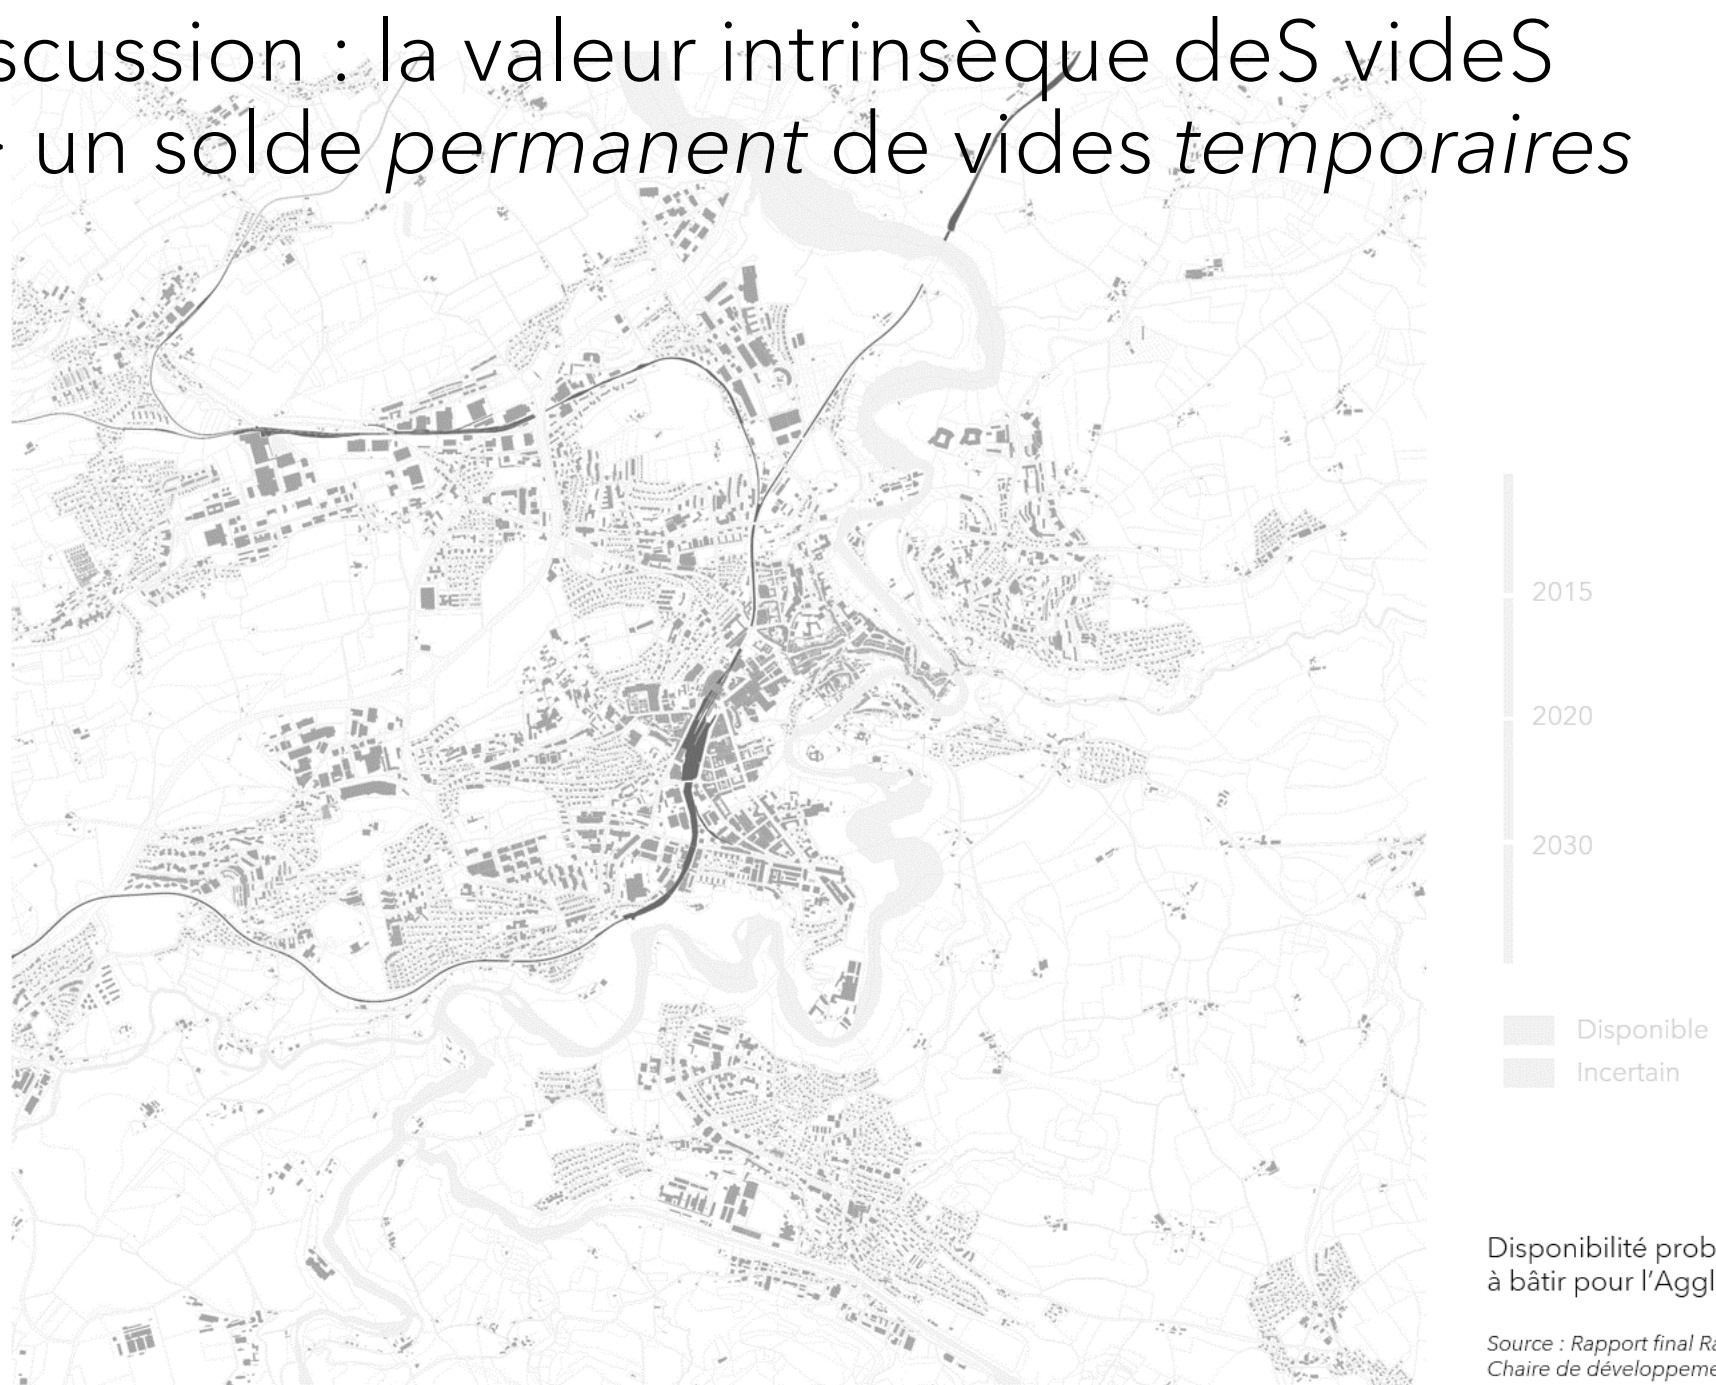 scussion : la valeur intrinsèque deS videS
un solde permanent de vides temporaires
2015
2020
2030
Disponible
Incertain
Disponibilité prob
à bâtir pour l'Aggl
Source : Rapport final Ra
Chaire de développeme